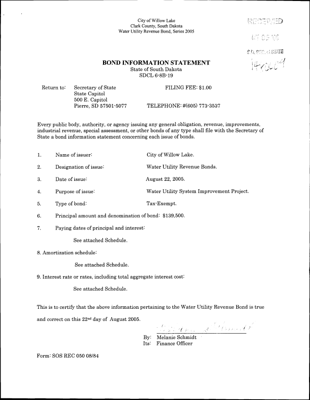 City of Willow Lake
Clark County, South Dakota
Water Utility Revenue Bond, Series 2005
BOND INFORMATION STATEMENT
State of South Dakota
SDCL 6-8B-19
Return to: Secretary of State FILING FEE: $1.00
State Capitol
500 E. Capitol
Pierre, SD 57501-5077 TELEPHONE: #(605) 773-3537
Every public body, authority, or agency issuing any general obligation, revenue, improvements,
industrial revenue, special assessment, or other bonds of any type shall file with the Secretary of
State a bond information statement concerning each issue of bonds.
1. Name of issuer: City of Willow Lake.
2. Designation of issue: Water Utility Revenue Bonds.
3. Date of issue: August 22, 2005.
4. Purpose of issue: Water Utility System Improvement Project.
5. Type of bond: Tax-Exempt.
6. Principal amount and denomination of bond: $139,500.
7. Paying dates of principal and interest:
See attached Schedule.
8. Amortization schedule:
See attached Schedule.
9. Interest rate or rates, including total aggregate interest cost:
See attached Schedule.
This is to certify that the above information pertaining to the Water Utility Revenue Bond is true
and correct on this 22nd day of August 2005.
By: Melanie Schmidt
Its: Finance Officer
Form: SOS REC 050 08/84